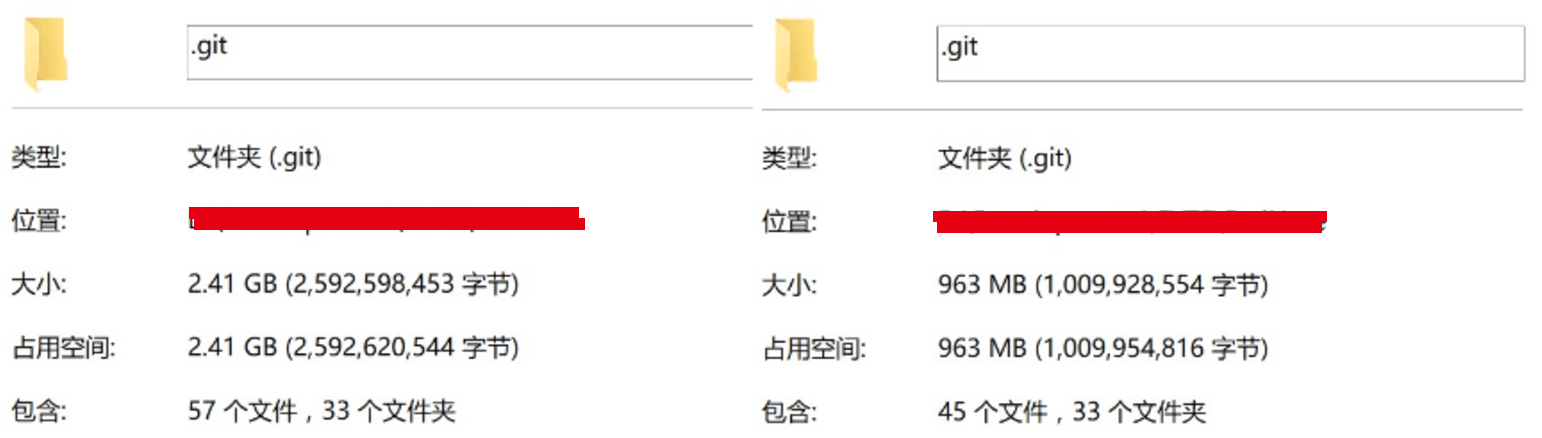 .git
类型: 文件夹 (.git)
位置:
大小: 2.41 GB (2,592,598,453 字节)
占用空间: 2.41 GB (2,592,620,544 字节)
包含: 57 个文件，33 个文件夹
.git
类型: 文件夹 (.git)
位置:
大小: 963 MB (1,009,928,554 字节)
占用空间: 963 MB (1,009,954,816 字节)
包含: 45 个文件，33 个文件夹